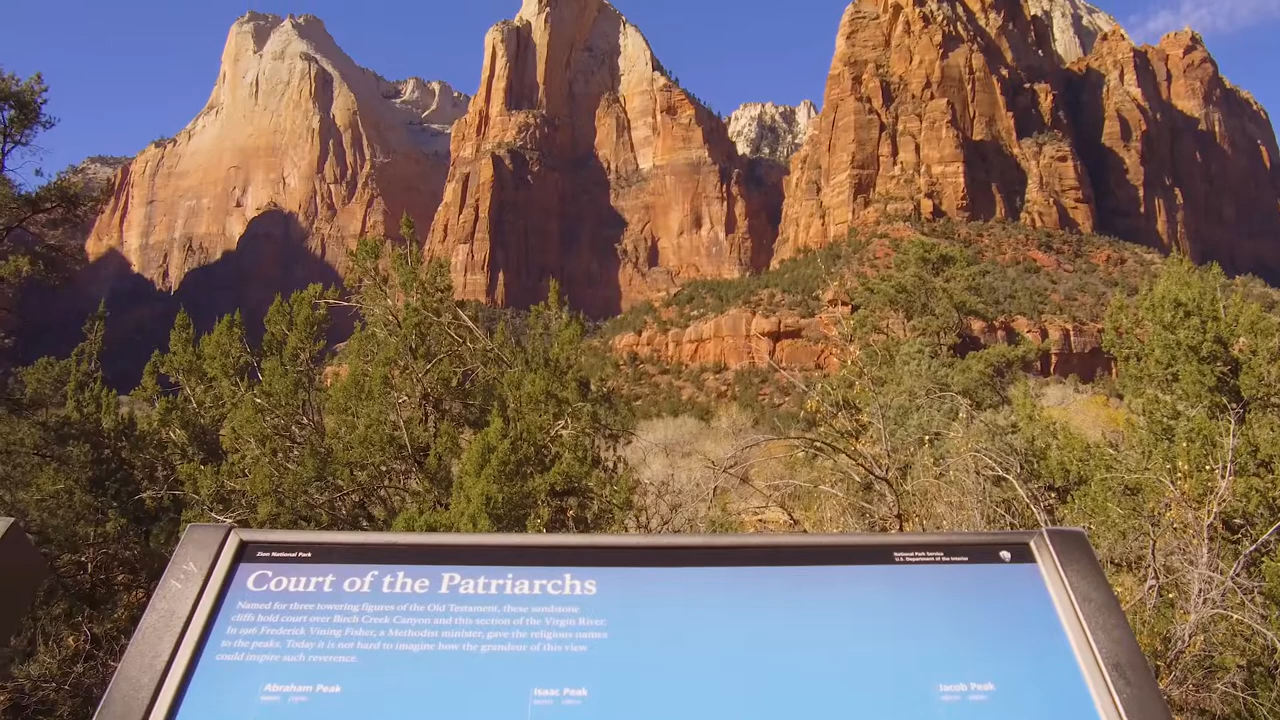 Zion National Park
National Park Service
U.S. Department of the Interior
Court of the Patriarchs
Named for three towering figures of the Old Testament, these sandstone
cliffs hold court over Birch Creek Canyon and this section of the Virgin River.
In 1916 Frederick Vining Fisher, a Methodist minister, gave the religious names
to the peaks. Today it is not hard to imagine how the grandeur of this view
could inspire such reverence.
Abraham Peak
Isaac Peak
Jacob Peak